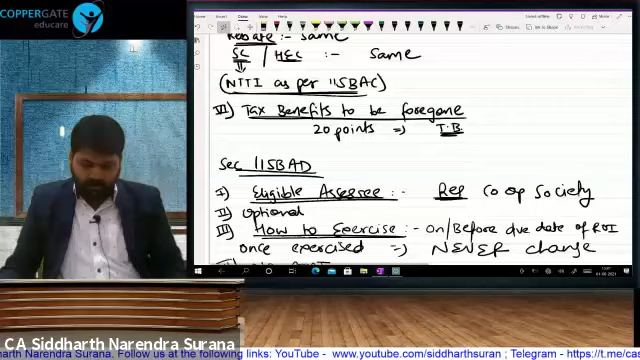 COPPERGATE
educare
Rebate :- Same
SC / HEC :- Same
(NTTI as per 115BAC)
VI) Tax Benefits to be foregone
20 points => T.B
Sec 115BAD
I) Eligible Assessee :- Res Co op Society
II) Optional
III) How to Exercise :- On/Before due date of ROI
once exercised => NEVER change
CA Siddharth Narendra Surana
harth Narendra Surana. Follow us at the following links: YouTube - www.youtube.com/siddharthsuran ; Telegram - https://t.me/cas